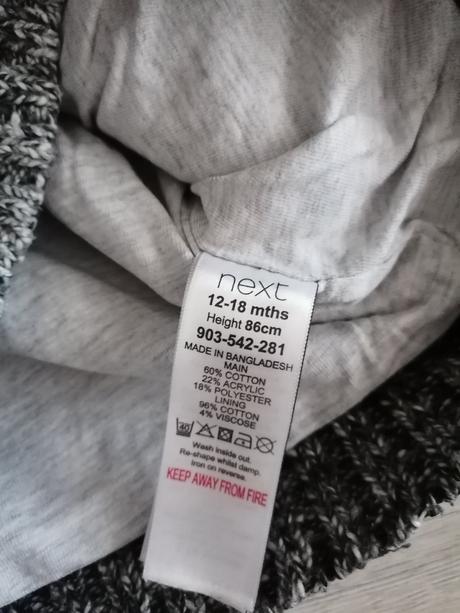 next
12-18 mths
Height 86cm
903-542-281
MADE IN BANGLADESH
MAIN
60% COTTON
22% ACRYLIC
18% POLYESTER
LINING
96% COTTON
4% VISCOSE
40
Wash inside out.
Re-shape whilst damp.
Iron on reverse.
KEEP AWAY FROM FIRE